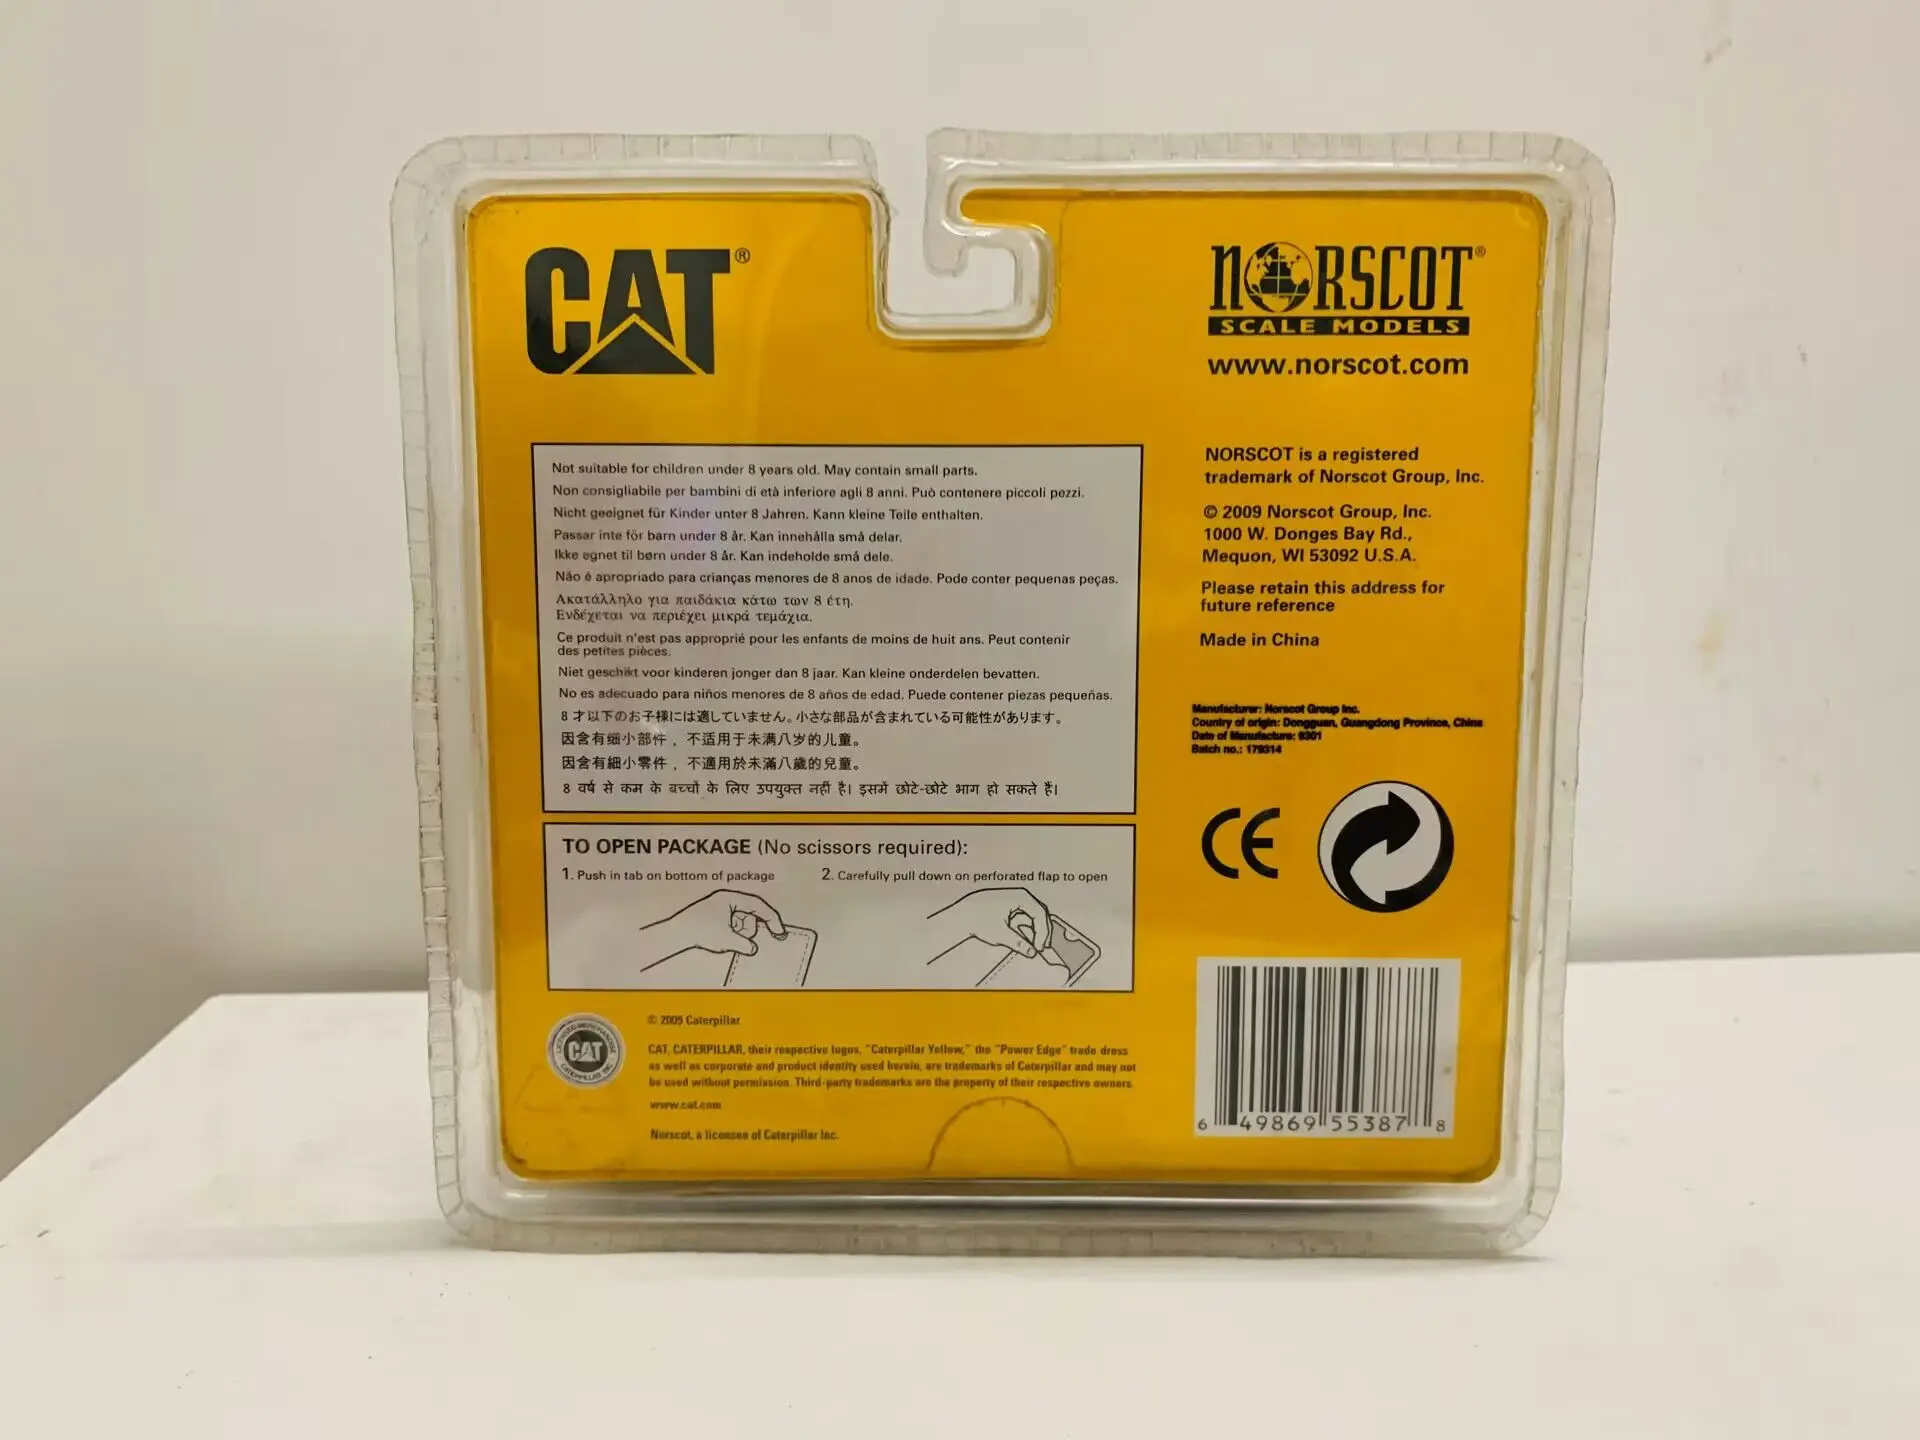 CAT®
NORSCOT®
SCALE MODELS
www.norscot.com
Not suitable for children under 8 years old. May contain small parts.
Non consigliabile per bambini di età inferiore agli 8 anni. Può contenere piccoli pezzi.
Nicht geeignet für Kinder unter 8 Jahren. Kann kleine Teile enthalten.
Passar inte för barn under 8 år. Kan innehålla små delar.
Ikke egnet til børn under 8 år. Kan indeholde små dele.
Não é apropriado para crianças menores de 8 anos de idade. Pode conter pequenas peças.
Ακατάλληλο για παιδάκια κάτω των 8 έτη.
Ενδέχεται να περιέχει μικρά τεμάχια.
Ce produit n'est pas approprié pour les enfants de moins de huit ans. Peut contenir
des petites pièces.
Niet geschikt voor kinderen jonger dan 8 jaar. Kan kleine onderdelen bevatten.
No es adecuado para niños menores de 8 años de edad. Puede contener piezas pequeñas.
8 才以下のお子様には適していません。小さな部品が含まれている可能性があります。
因含有细小部件，不适用于未满八岁的儿童。
因含有細小零件，不適用於未滿八歲的兒童。
8 वर्ष से कम के बच्चों के लिए उपयुक्त नहीं है। इसमें छोटे-छोटे भाग हो सकते हैं।
TO OPEN PACKAGE (No scissors required):
1. Push in tab on bottom of package
2. Carefully pull down on perforated flap to open
NORSCOT is a registered
trademark of Norscot Group, Inc.
© 2009 Norscot Group, Inc.
1000 W. Donges Bay Rd.,
Mequon, WI 53092 U.S.A.
Please retain this address for
future reference
Made in China
Manufacturer: Norscot Group Inc.
Country of origin: Dongguan, Guangdong Province, China
Date of Manufacture: 9301
Batch no.: 179314
CE
LICENSED MERCHANDISE
CAT
CATERPILLAR INC.
© 2009 Caterpillar
CAT, CATERPILLAR, their respective logos, "Caterpillar Yellow," the "Power Edge" trade dress
as well as corporate and product identity used herein, are trademarks of Caterpillar and may not
be used without permission. Third-party trademarks are the property of their respective owners.
www.cat.com
Norscot, a licensee of Caterpillar Inc.
6 49869 55387 8